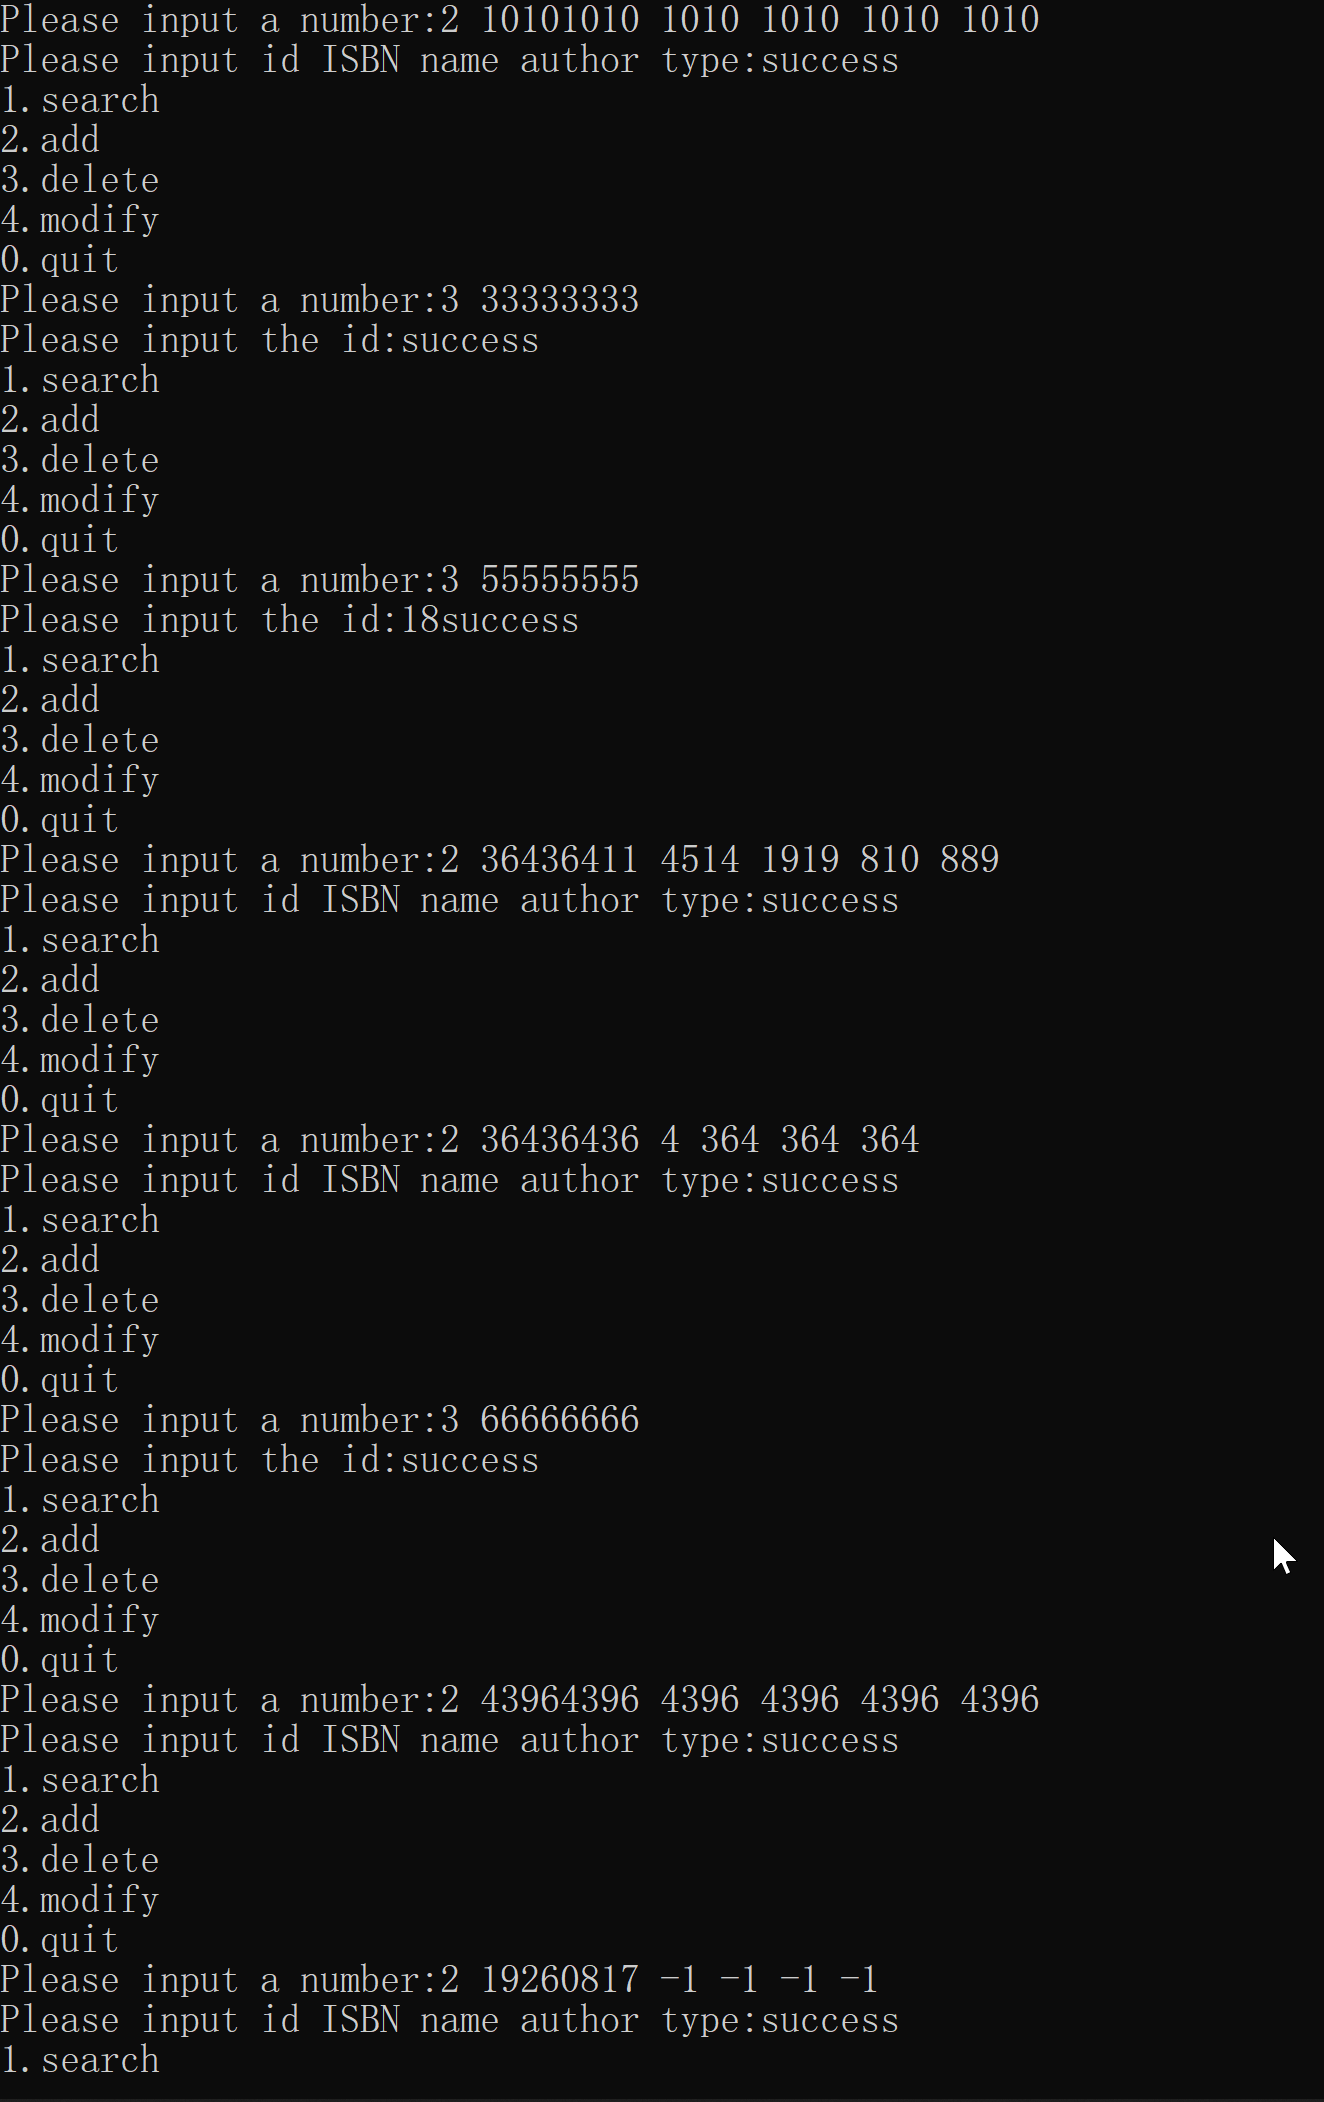 Please input a number:2 10101010 1010 1010 1010 1010
Please input id ISBN name author type:success
1.search
2.add
3.delete
4.modify
0.quit
Please input a number:3 33333333
Please input the id:success
1.search
2.add
3.delete
4.modify
0.quit
Please input a number:3 55555555
Please input the id:18success
1.search
2.add
3.delete
4.modify
0.quit
Please input a number:2 36436411 4514 1919 810 889
Please input id ISBN name author type:success
1.search
2.add
3.delete
4.modify
0.quit
Please input a number:2 36436436 4 364 364 364
Please input id ISBN name author type:success
1.search
2.add
3.delete
4.modify
0.quit
Please input a number:3 66666666
Please input the id:success
1.search
2.add
3.delete
4.modify
0.quit
Please input a number:2 43964396 4396 4396 4396 4396
Please input id ISBN name author type:success
1.search
2.add
3.delete
4.modify
0.quit
Please input a number:2 19260817 -1 -1 -1 -1
Please input id ISBN name author type:success
1.search